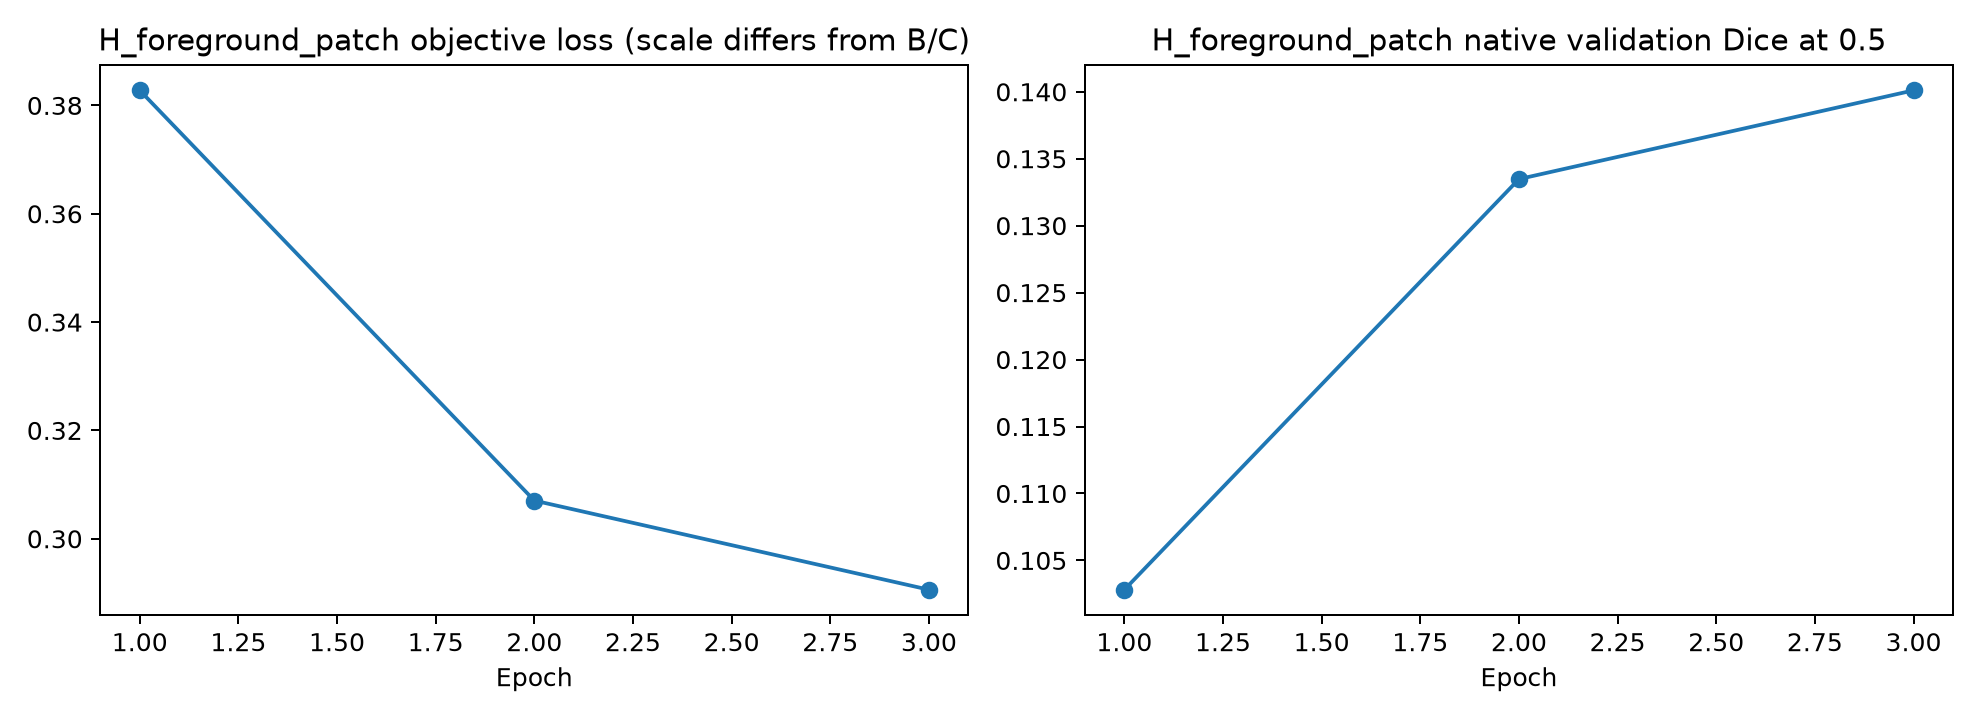 H_foreground_patch objective loss (scale differs from B/C)
0.38
0.36
0.34
0.32
0.30
1.00 1.25 1.50 1.75 2.00 2.25 2.50 2.75 3.00
Epoch
H_foreground_patch native validation Dice at 0.5
0.140
0.135
0.130
0.125
0.120
0.115
0.110
0.105
1.00 1.25 1.50 1.75 2.00 2.25 2.50 2.75 3.00
Epoch